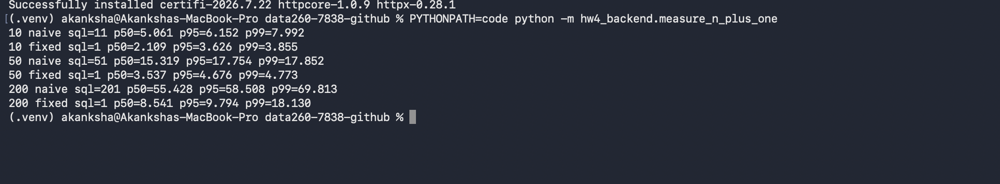 Successfully installed certifi-2026.7.22 httpcore-1.0.9 httpx-0.28.1
[(.venv) akanksha@Akankshas-MacBook-Pro data260-7838-github % PYTHONPATH=code python -m hw4_backend.measure_n_plus_one
10 naive sql=11 p50=5.061 p95=6.152 p99=7.992
10 fixed sql=1 p50=2.109 p95=3.626 p99=3.855
50 naive sql=51 p50=15.319 p95=17.754 p99=17.852
50 fixed sql=1 p50=3.537 p95=4.676 p99=4.773
200 naive sql=201 p50=55.428 p95=58.508 p99=69.813
200 fixed sql=1 p50=8.541 p95=9.794 p99=18.130
(.venv) akanksha@Akankshas-MacBook-Pro data260-7838-github %